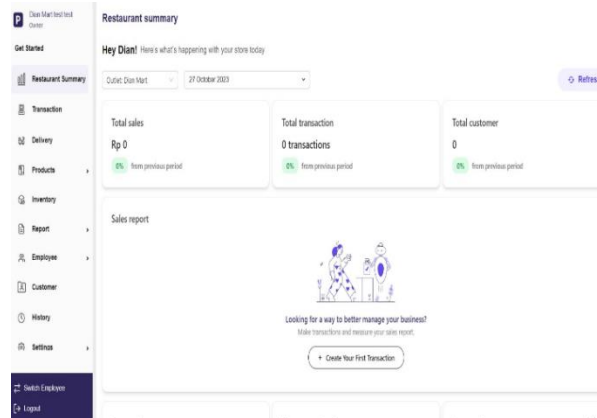 P
Dian Mart test test
Owner
Get Started
Restaurant Summary
Transaction
Delivery
Products
Inventory
Report
Employee
Customer
History
Settings
Switch Employee
Logout
Restaurant summary
Hey Dian! Here's what's happening with your store today
Outlet: Dian Mart
27 October 2023
Refres
Total sales
Rp 0
0% from previous period
Total transaction
0 transactions
0% from previous period
Total customer
0
0% from previous period
Sales report
Looking for a way to better manage your business?
Make transactions and measure your sales report.
+ Create Your First Transaction